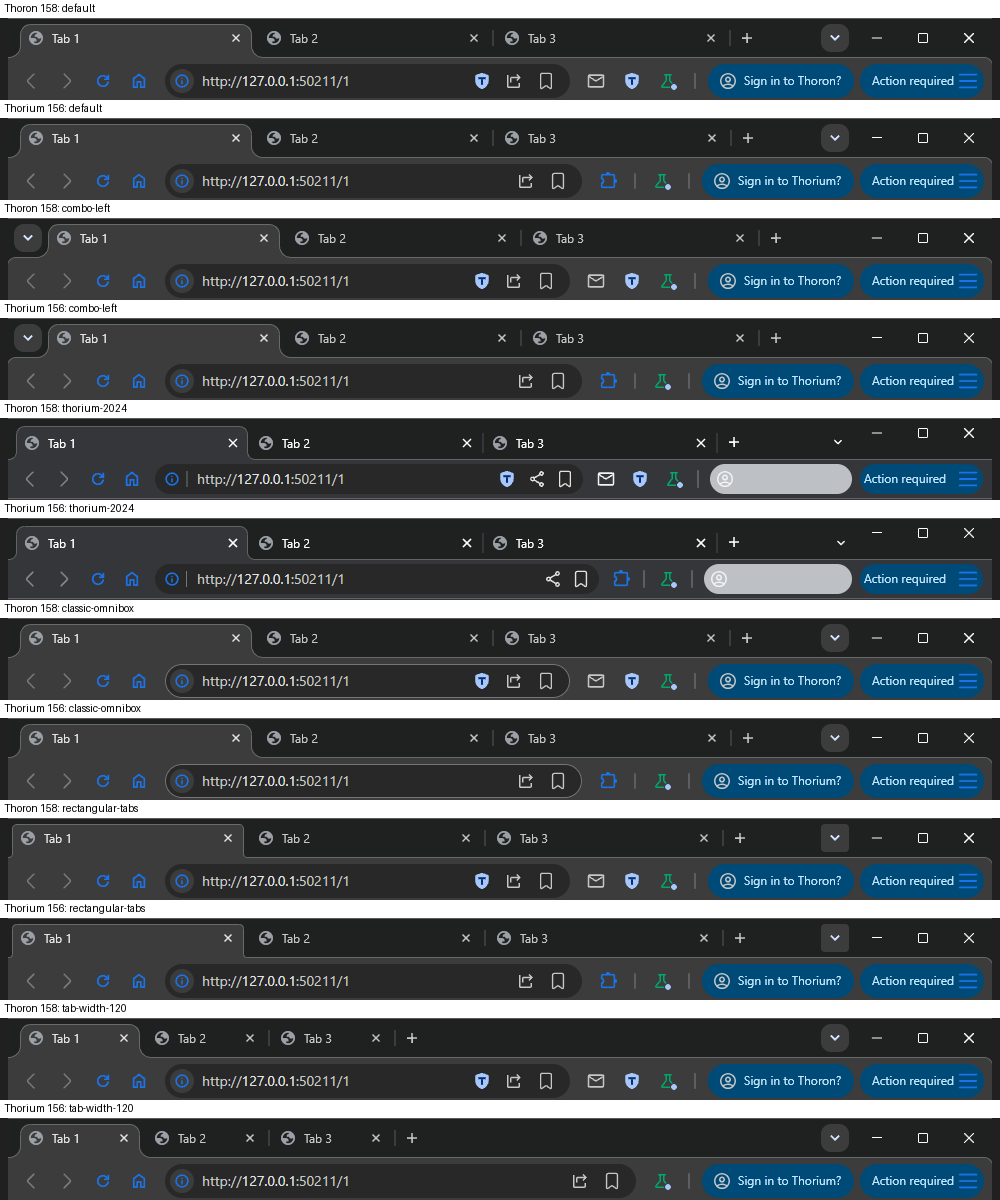 Thoron 158: default
Tab 1 Tab 2 Tab 3
http://127.0.0.1:50211/1 T T Sign in to Thoron? Action required
Thorium 156: default
Tab 1 Tab 2 Tab 3
http://127.0.0.1:50211/1 Sign in to Thorium? Action required
Thoron 158: combo-left
Tab 1 Tab 2 Tab 3
http://127.0.0.1:50211/1 T T Sign in to Thoron? Action required
Thorium 156: combo-left
Tab 1 Tab 2 Tab 3
http://127.0.0.1:50211/1 Sign in to Thorium? Action required
Thoron 158: thorium-2024
Tab 1 Tab 2 Tab 3
http://127.0.0.1:50211/1 T T Action required
Thorium 156: thorium-2024
Tab 1 Tab 2 Tab 3
http://127.0.0.1:50211/1 Action required
Thoron 158: classic-omnibox
Tab 1 Tab 2 Tab 3
http://127.0.0.1:50211/1 T T Sign in to Thoron? Action required
Thorium 156: classic-omnibox
Tab 1 Tab 2 Tab 3
http://127.0.0.1:50211/1 Sign in to Thorium? Action required
Thoron 158: rectangular-tabs
Tab 1 Tab 2 Tab 3
http://127.0.0.1:50211/1 T T Sign in to Thoron? Action required
Thorium 156: rectangular-tabs
Tab 1 Tab 2 Tab 3
http://127.0.0.1:50211/1 Sign in to Thorium? Action required
Thoron 158: tab-width-120
Tab 1 Tab 2 Tab 3
http://127.0.0.1:50211/1 T T Sign in to Thoron? Action required
Thorium 156: tab-width-120
Tab 1 Tab 2 Tab 3
http://127.0.0.1:50211/1 Sign in to Thorium? Action required